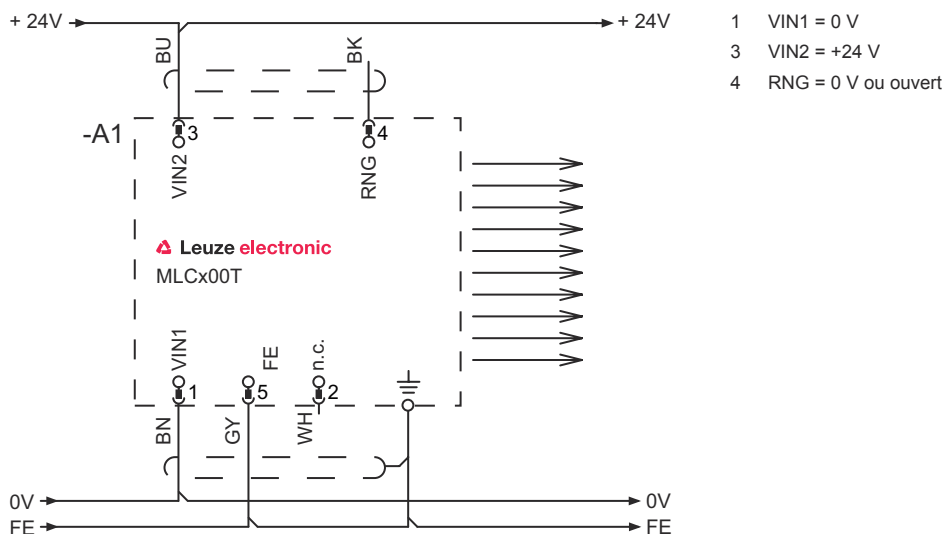 + 24V
+ 24V
1 VIN1 = 0 V
3 VIN2 = +24 V
4 RNG = 0 V ou ouvert
BU
BK
-A1
3
4
VIN2
RNG
Leuze electronic
MLCx00T
VIN1
FE
n.c.
1
5
2
BN
GY
WH
0V
0V
FE
FE